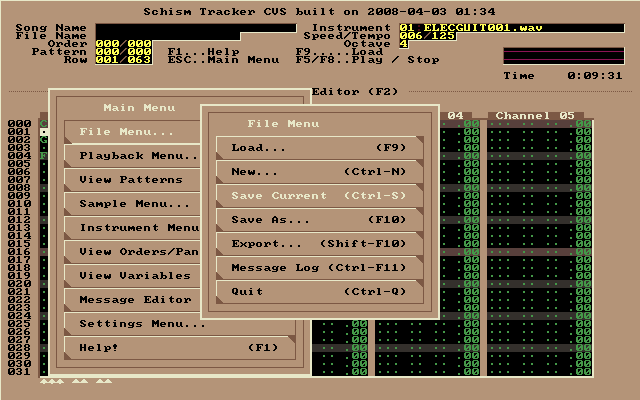 Schism Tracker CVS built on 2008-04-03 01:34
Song Name Instrument 01 ELECGUIT001.wav
File Name Speed/Tempo 006/125
Order 000/000 Octave 4
Pattern 000/000 F1...Help F9.....Load
Row 001/063 ESC..Main Menu F5/F8..Play / Stop
Time 0:09:31
Editor (F2)
Main Menu
File Menu...
Playback Menu...
View Patterns
Sample Menu...
Instrument Menu
View Orders/Pan
View Variables
Message Editor
Settings Menu...
Help! (F1)
File Menu
Load... (F9)
New... (Ctrl-N)
Save Current (Ctrl-S)
Save As... (F10)
Export... (Shift-F10)
Message Log (Ctrl-F11)
Quit (Ctrl-Q)
04 Channel 05
000
001
002
003
004
005
006
007
008
009
010
011
012
013
014
015
016
017
018
019
020
021
022
023
024
025
026
027
028
029
030
031